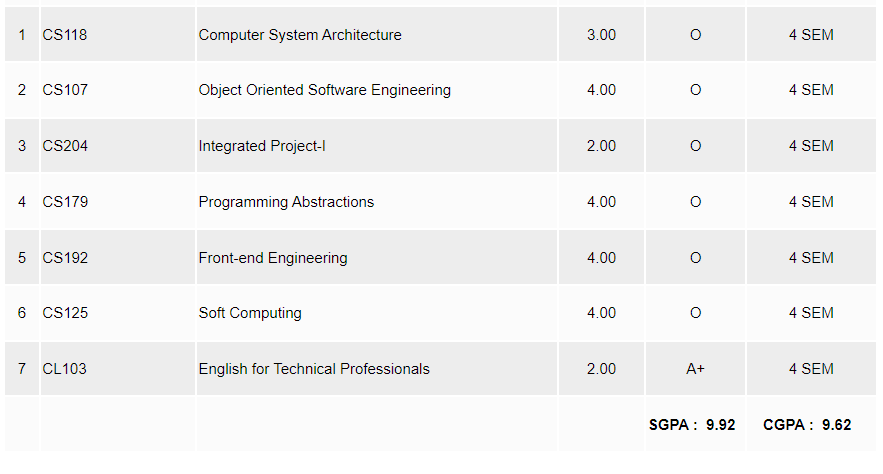 1 CS118 Computer System Architecture 3.00 O 4 SEM
2 CS107 Object Oriented Software Engineering 4.00 O 4 SEM
3 CS204 Integrated Project-I 2.00 O 4 SEM
4 CS179 Programming Abstractions 4.00 O 4 SEM
5 CS192 Front-end Engineering 4.00 O 4 SEM
6 CS125 Soft Computing 4.00 O 4 SEM
7 CL103 English for Technical Professionals 2.00 A+ 4 SEM
SGPA : 9.92 CGPA : 9.62